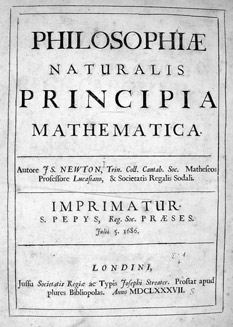 PHILOSOPHIÆ
NATURALIS
PRINCIPIA
MATHEMATICA.
Autore JS. NEWTON, Trin. Coll. Cantab. Soc. Matheseos
Professore Lucasiano, & Societatis Regalis Sodali.
IMPRIMATUR.
S. PEPYS, Reg. Soc. PRÆSES.
Julii 5. 1686.
LONDINI,
Jussu Societatis Regiæ ac Typis Josephi Streater. Prostat apud
plures Bibliopolas. Anno MDCLXXXVII.